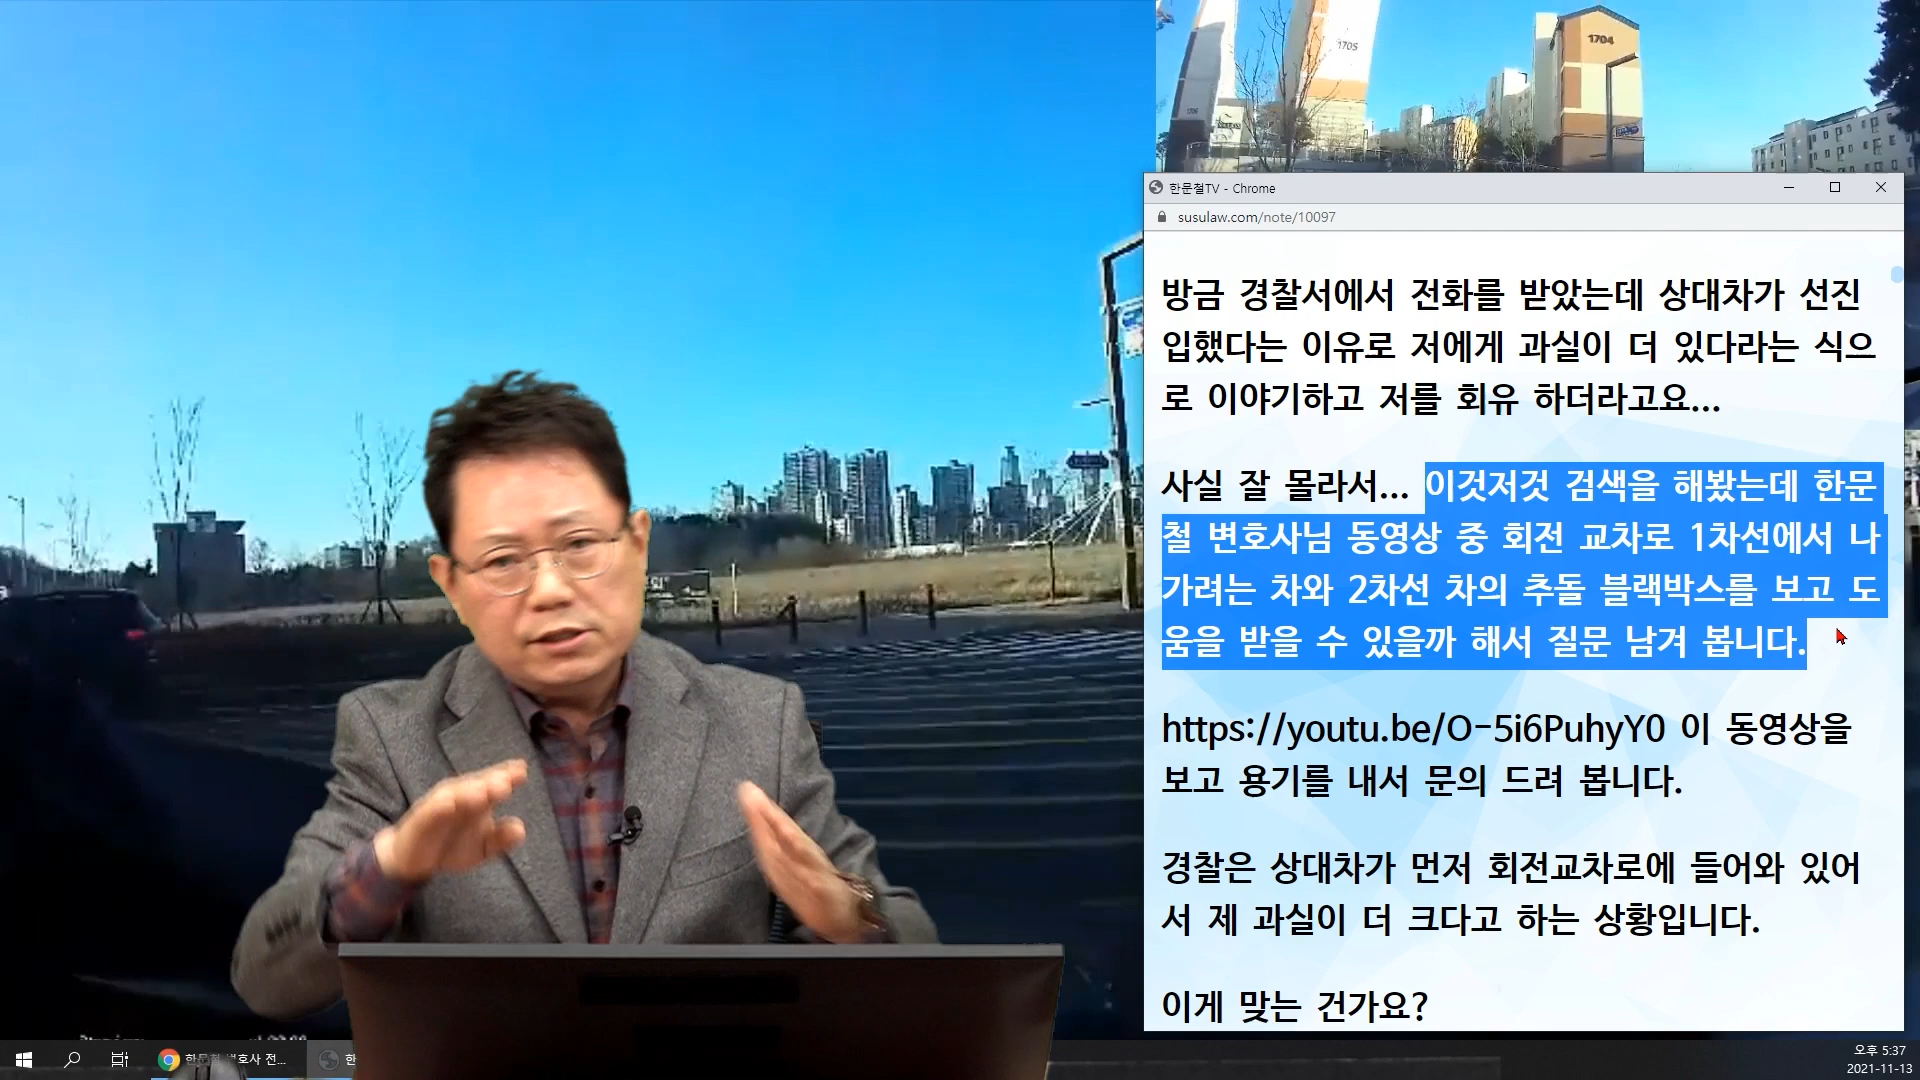 1705
1704
한문철TV - Chrome
susulaw.com/note/10097
방금 경찰서에서 전화를 받았는데 상대차가 선진
입했다는 이유로 저에게 과실이 더 있다라는 식으
로 이야기하고 저를 회유 하더라고요...
사실 잘 몰라서... 이것저것 검색을 해봤는데 한문
철 변호사님 동영상 중 회전 교차로 1차선에서 나
가려는 차와 2차선 차의 추돌 블랙박스를 보고 도
움을 받을 수 있을까 해서 질문 남겨 봅니다.
https://youtu.be/O-5i6PuhyY0 이 동영상을
보고 용기를 내서 문의 드려 봅니다.
경찰은 상대차가 먼저 회전교차로에 들어와 있어
서 제 과실이 더 크다고 하는 상황입니다.
이게 맞는 건가요?
한문철 변호사 전...
한
오후 5:37
2021-11-13